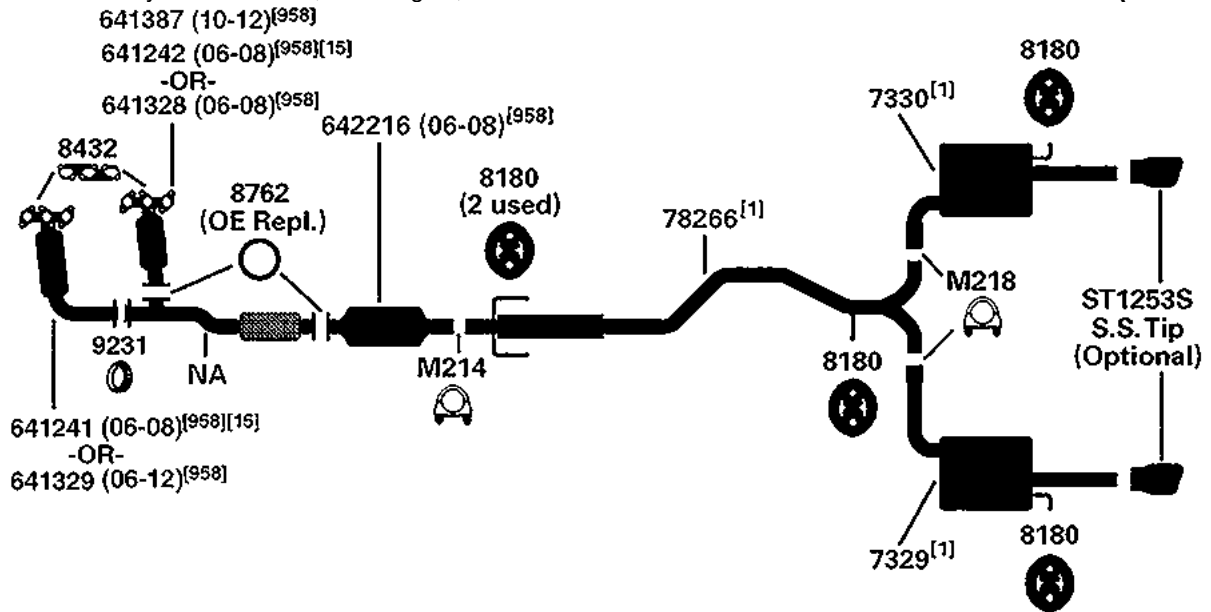 641387 (10-12)[958]
641242 (06-08)[958][15]
-OR-
641328 (06-08)[958]
642216 (06-08)[958]
8432
8762
(OE Repl.)
8180
(2 used)
78266[1]
7330[1]
8180
M218
ST1253S
S.S. Tip
(Optional)
9231
NA
M214
8180
641241 (06-08)[958][15]
-OR-
641329 (06-12)[958]
7329[1]
8180